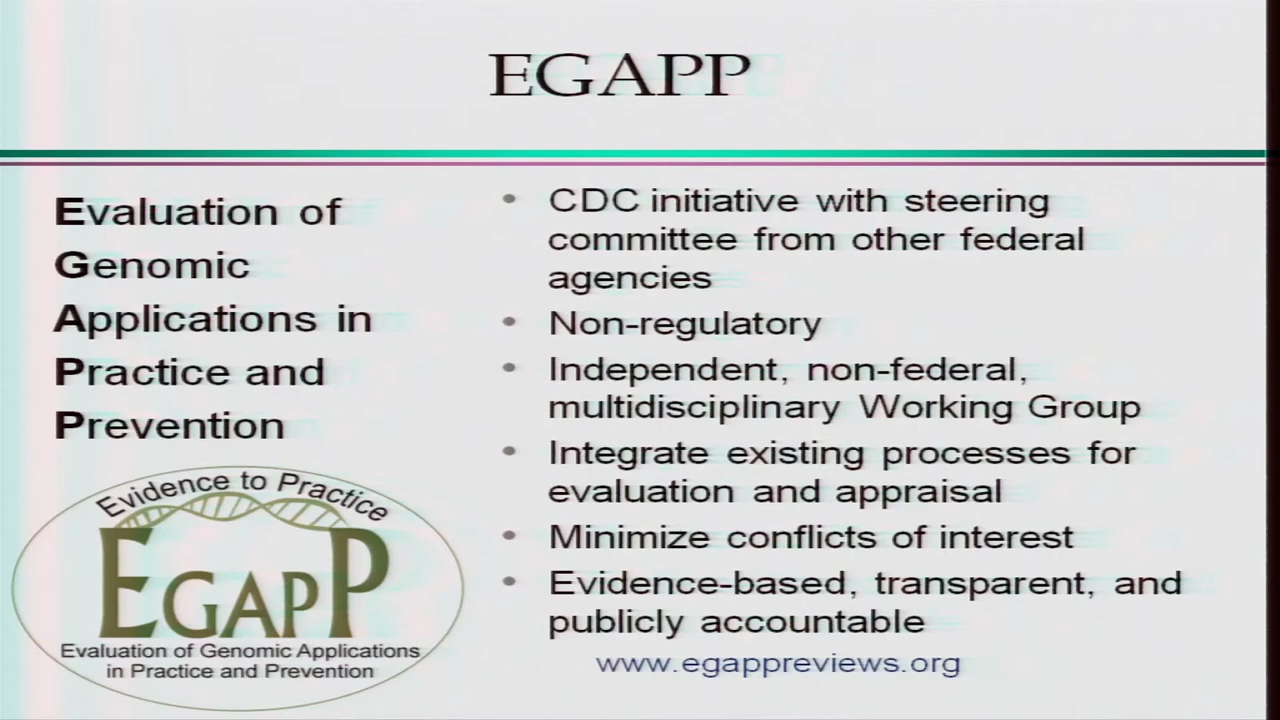 EGAPP
Evaluation of
Genomic
Applications in
Practice and
Prevention
Evidence to Practice
EGAPP
Evaluation of Genomic Applications
in Practice and Prevention
• CDC initiative with steering
committee from other federal
agencies
• Non-regulatory
• Independent, non-federal,
multidisciplinary Working Group
• Integrate existing processes for
evaluation and appraisal
• Minimize conflicts of interest
• Evidence-based, transparent, and
publicly accountable
www.egappreviews.org